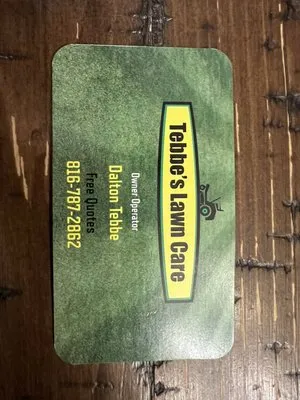 Tebbe's Lawn Care
Owner Operator
Dalton Tebbe
Free Quotes
816-787-2862